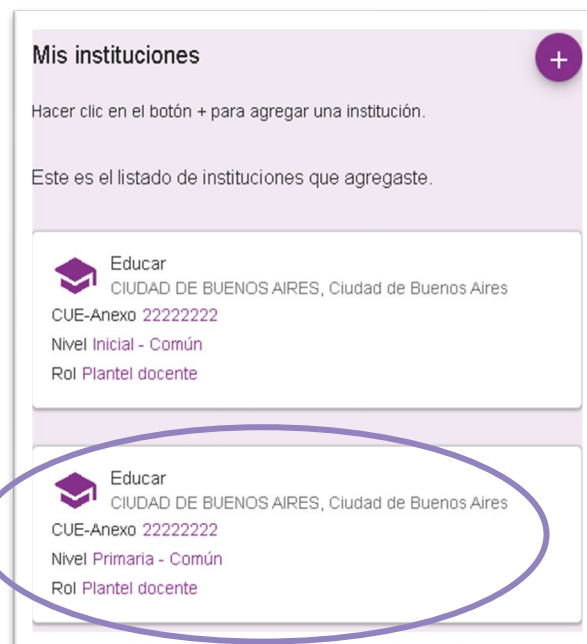 Mis instituciones
+
Hacer clic en el botón + para agregar una institución.
Este es el listado de instituciones que agregaste.
Educar
CIUDAD DE BUENOS AIRES, Ciudad de Buenos Aires
CUE-Anexo 22222222
Nivel Inicial - Común
Rol Plantel docente
Educar
CIUDAD DE BUENOS AIRES, Ciudad de Buenos Aires
CUE-Anexo 22222222
Nivel Primaria - Común
Rol Plantel docente